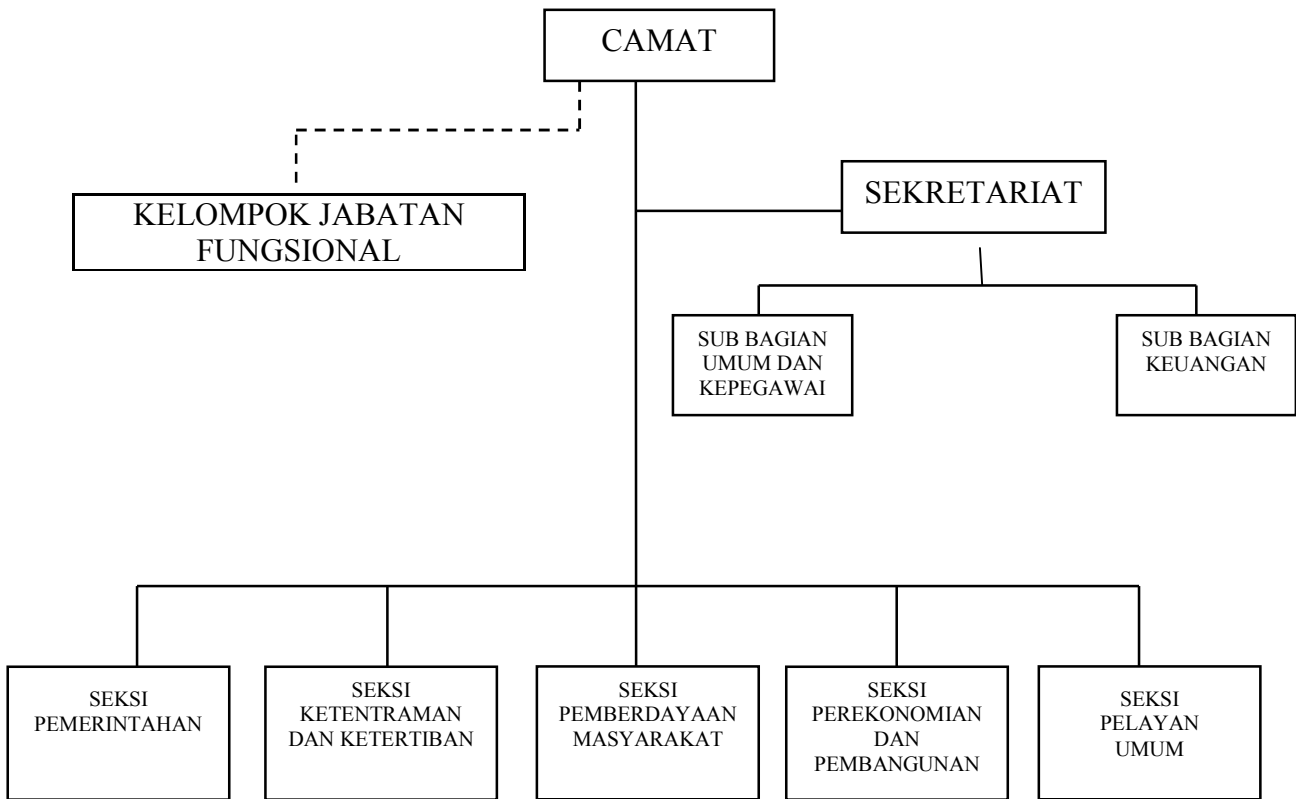 CAMAT
SEKRETARIAT
KELOMPOK JABATAN
FUNGSIONAL
SUB BAGIAN
UMUM DAN
KEPEGAWAI
SUB BAGIAN
KEUANGAN
SEKSI
PEMERINTAHAN
SEKSI
KETENTRAMAN
DAN KETERTIBAN
SEKSI
PEMBERDAYAAN
MASYARAKAT
SEKSI
PEREKONOMIAN
DAN
PEMBANGUNAN
SEKSI
PELAYAN
UMUM